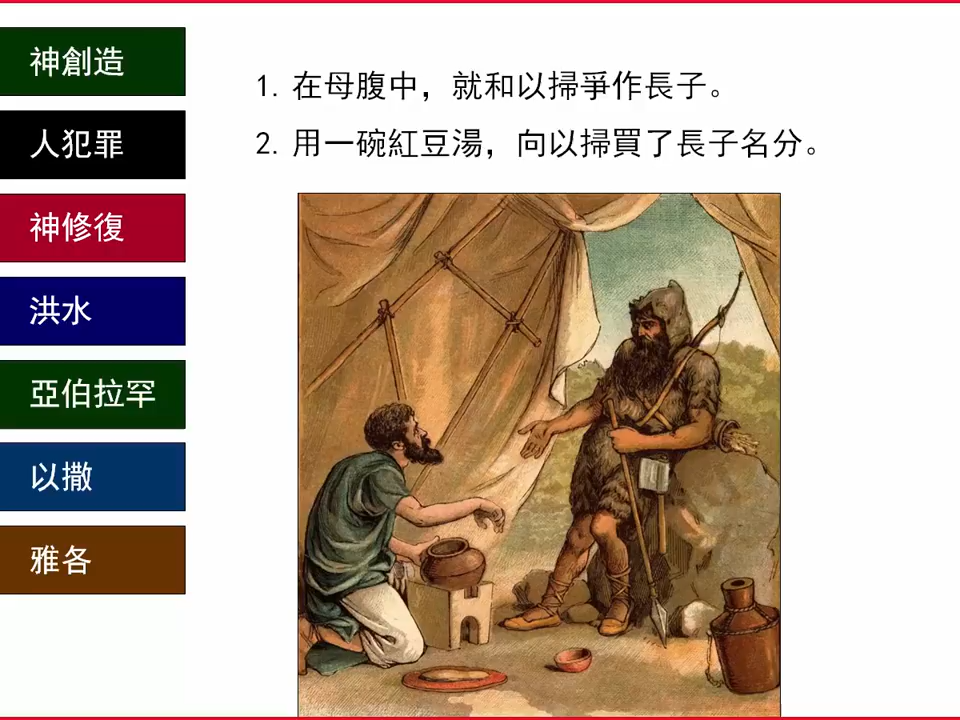 神創造
人犯罪
神修復
洪水
亞伯拉罕
以撒
雅各
1. 在母腹中，就和以掃爭作長子。
2. 用一碗紅豆湯，向以掃買了長子名分。